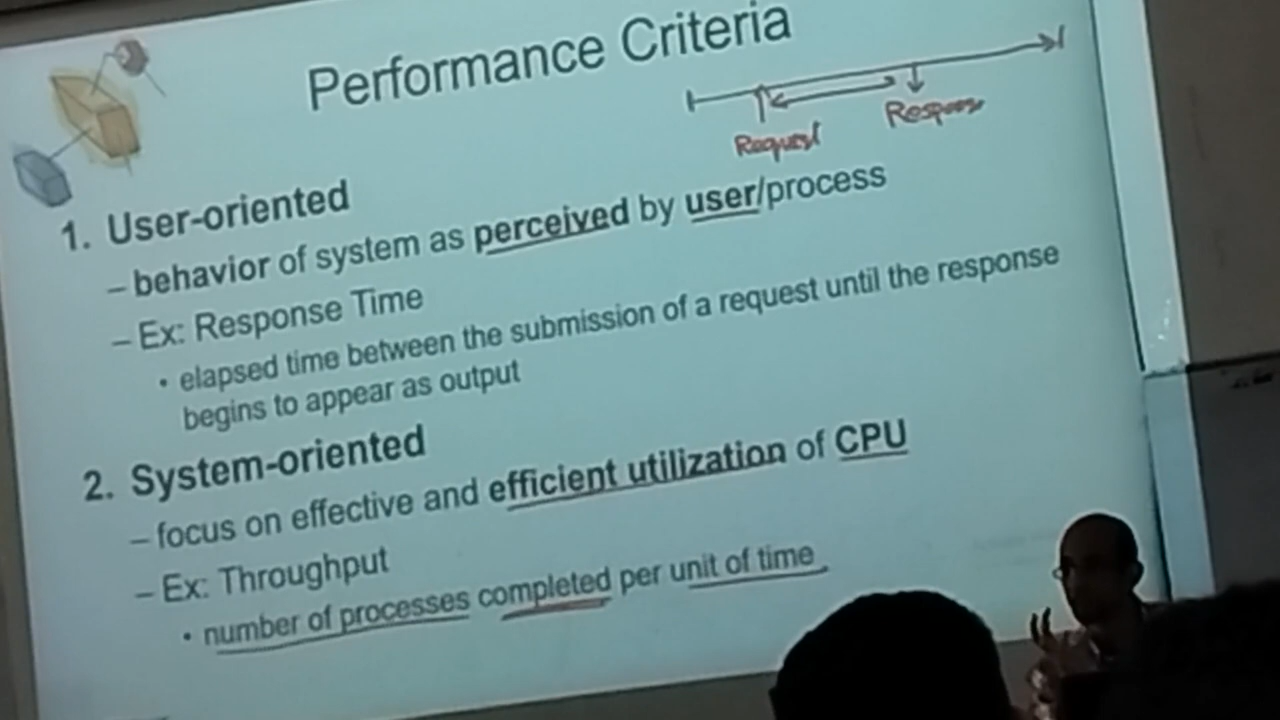 Performance Criteria
Request
Respons
1. User-oriented
– behavior of system as perceived by user/process
– Ex: Response Time
• elapsed time between the submission of a request until the response
begins to appear as output
2. System-oriented
– focus on effective and efficient utilization of CPU
– Ex: Throughput
• number of processes completed per unit of time